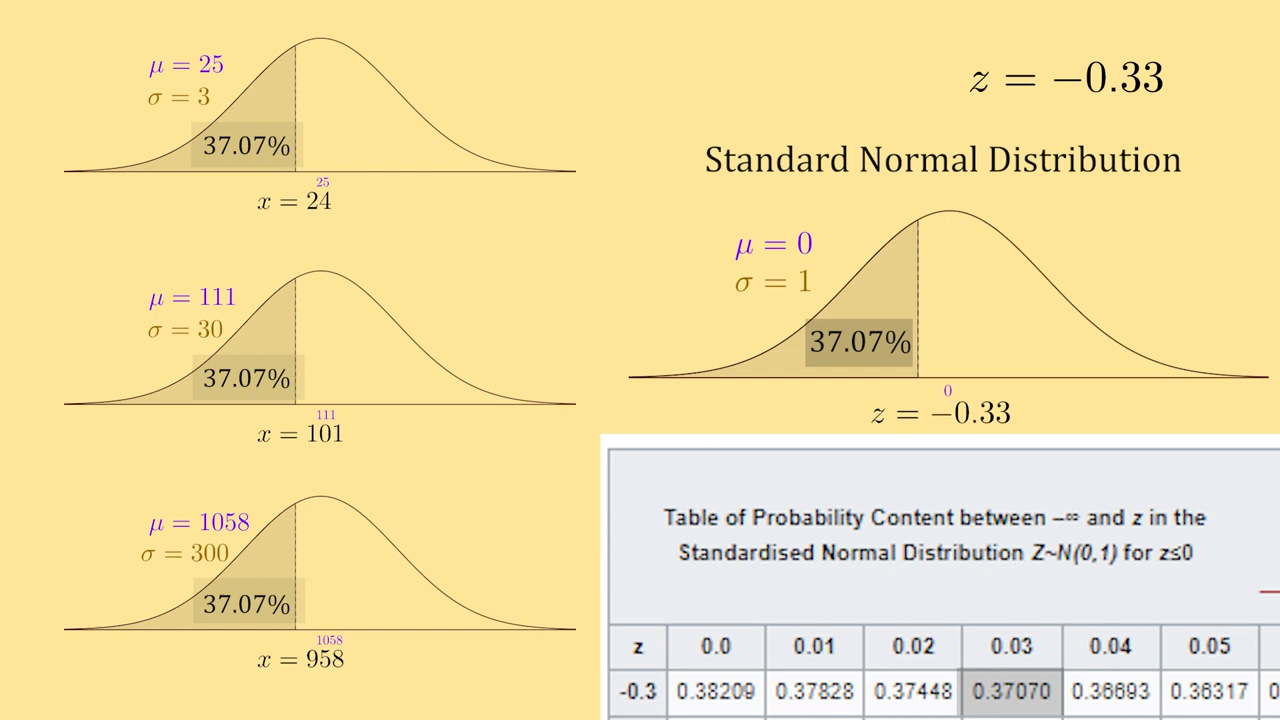 μ = 25
σ = 3
37.07%
25
x = 24
μ = 111
σ = 30
37.07%
111
x = 101
μ = 1058
σ = 300
37.07%
1058
x = 958
z = −0.33
Standard Normal Distribution
μ = 0
σ = 1
37.07%
0
z = −0.33
Table of Probability Content between −∞ and z in the
Standardised Normal Distribution Z~N(0,1) for z≤0
z 0.0 0.01 0.02 0.03 0.04 0.05
-0.3 0.38209 0.37828 0.37448 0.37070 0.36693 0.36317 0